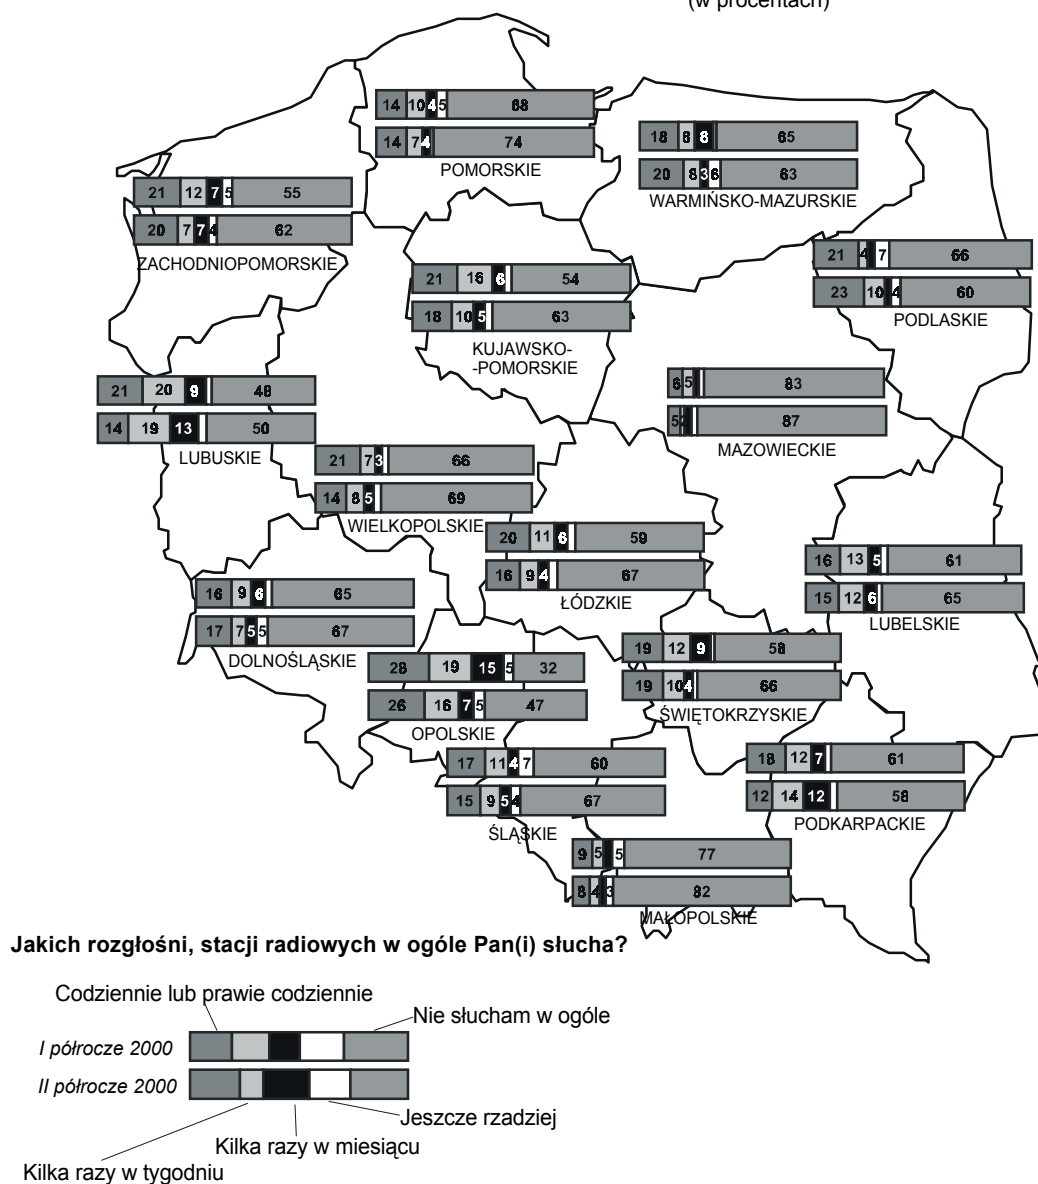 (w procentach)
14 10 4 5 68
14 7 4 74
POMORSKIE
18 8 8 65
20 8 3 6 63
WARMIŃSKO-MAZURSKIE
21 12 7 5 55
20 7 7 4 62
ZACHODNIOPOMORSKIE
21 4 7 66
23 10 4 60
PODLASKIE
21 16 6 54
18 10 5 63
KUJAWSKO-
-POMORSKIE
6 5 83
5 2 87
MAZOWIECKIE
21 20 9 48
14 19 13 50
LUBUSKIE
21 7 3 66
14 8 5 69
WIELKOPOLSKIE
20 11 6 59
16 9 4 67
ŁÓDZKIE
16 13 5 61
15 12 6 65
LUBELSKIE
16 9 6 65
17 7 5 5 67
DOLNOŚLĄSKIE
28 19 15 5 32
26 16 7 5 47
OPOLSKIE
19 12 9 58
19 10 4 66
ŚWIĘTOKRZYSKIE
17 11 4 7 60
15 9 5 4 67
ŚLĄSKIE
18 12 7 61
12 14 12 58
PODKARPACKIE
9 5 5 77
8 4 3 82
MAŁOPOLSKIE
Jakich rozgłośni, stacji radiowych w ogóle Pan(i) słucha?
Codziennie lub prawie codziennie
Nie słucham w ogóle
I półrocze 2000
II półrocze 2000
Jeszcze rzadziej
Kilka razy w miesiącu
Kilka razy w tygodniu